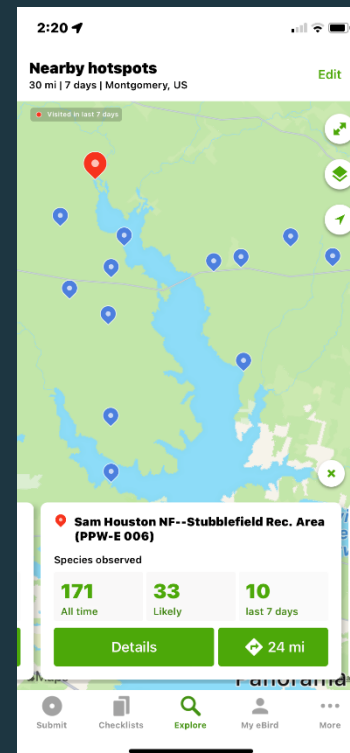 2:20
Nearby hotspots
Edit
30 mi | 7 days | Montgomery, US
Visited in last 7 days
Sam Houston NF--Stubblefield Rec. Area
(PPW-E 006)
Species observed
171
33
10
All time
Likely
last 7 days
Details
24 mi
Maps
Panorama
Submit
Checklists
Explore
My eBird
More